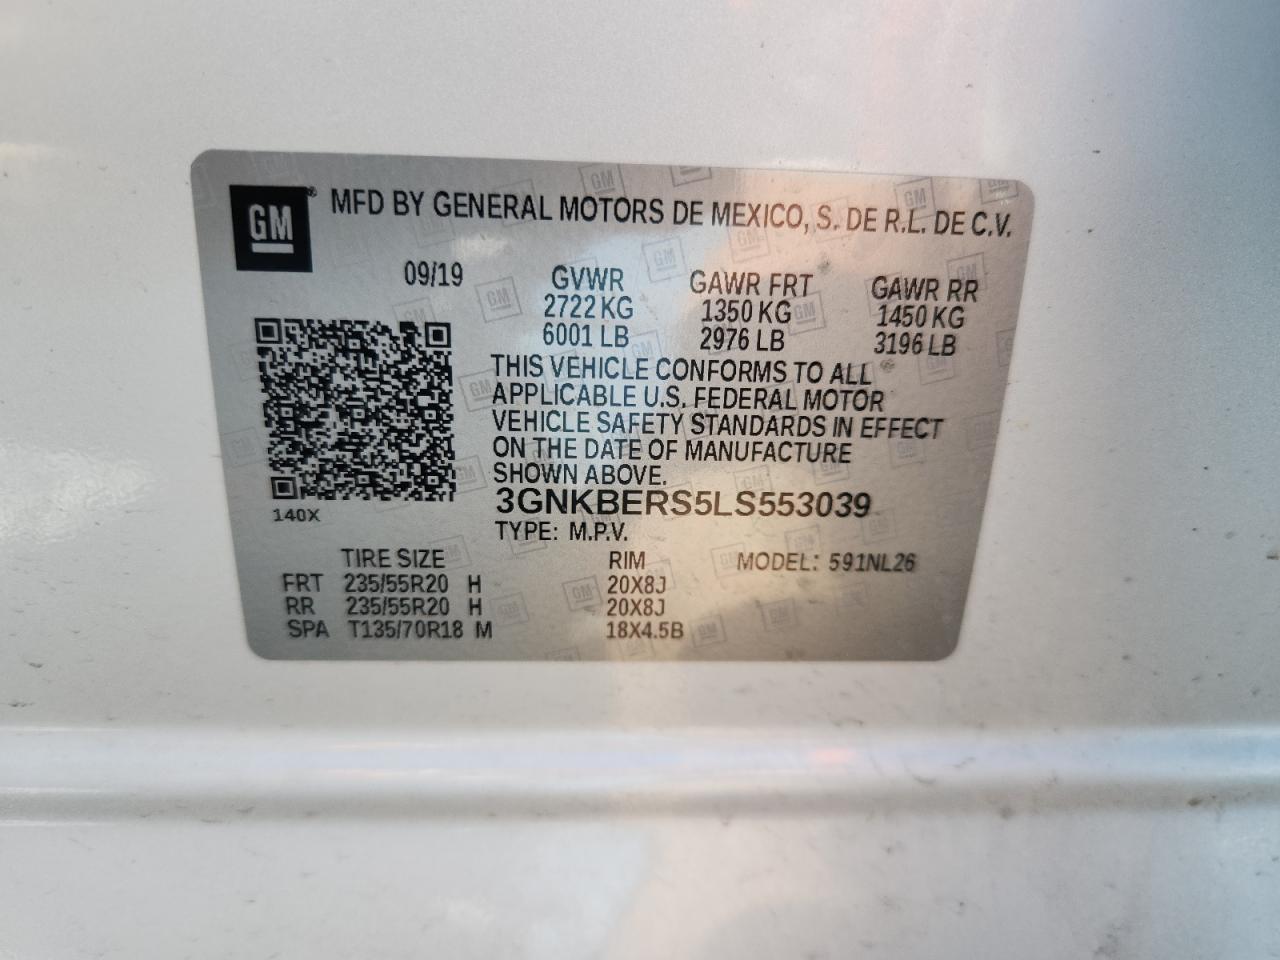 GM® MFD BY GENERAL MOTORS DE MEXICO, S. DE R.L. DE C.V.
09/19 GVWR GAWR FRT GAWR RR
2722 KG 1350 KG 1450 KG
6001 LB 2976 LB 3196 LB
THIS VEHICLE CONFORMS TO ALL
APPLICABLE U.S. FEDERAL MOTOR
VEHICLE SAFETY STANDARDS IN EFFECT
ON THE DATE OF MANUFACTURE
SHOWN ABOVE.
3GNKBERS5LS553039
140X
TYPE: M.P.V.
TIRE SIZE RIM MODEL: 591NL26
FRT 235/55R20 H 20X8J
RR 235/55R20 H 20X8J
SPA T135/70R18 M 18X4.5B